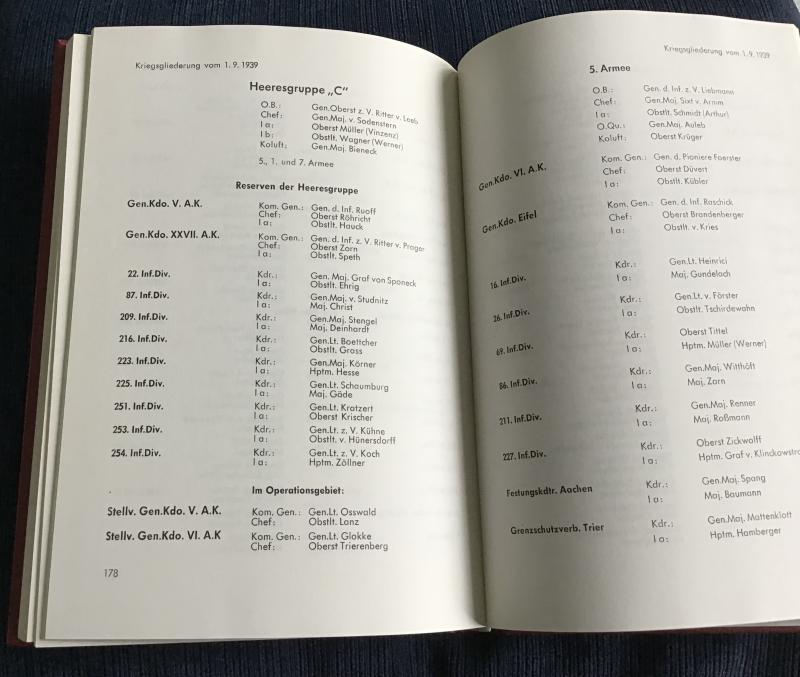 Kriegsgliederung vom 1. 9. 1939
Heeresgruppe „C"
O.B.: Gen.Oberst z. V. Ritter v. Leeb
Chef: Gen.Maj. v. Sodenstern
I a: Oberst Müller (Vinzenz)
I b: Obstlt. Wagner (Werner)
Koluft: Gen.Maj. Bieneck
5., 1. und 7. Armee
Reserven der Heeresgruppe
Gen.Kdo. V. A.K. Kom. Gen.: Gen. d. Inf. Ruoff
Chef: Oberst Röhricht
I a: Obstlt. Hauck
Gen.Kdo. XXVII. A.K. Kom. Gen.: Gen. d. Inf. z. V. Ritter v. Prager
Chef: Oberst Zorn
I a: Obstlt. Speth
22. Inf.Div. Kdr.: Gen. Maj. Graf von Sponeck
I a: Obstlt. Ehrig
87. Inf.Div. Kdr.: Gen.Maj. v. Studnitz
I a: Maj. Christ
209. Inf.Div. Kdr.: Gen.Maj. Stengel
I a: Maj. Deinhardt
216. Inf.Div. Kdr.: Gen.Lt. Boettcher
I a: Obstlt. Grass
223. Inf.Div. Kdr.: Gen.Maj. Körner
I a: Hptm. Hesse
225. Inf.Div. Kdr.: Gen.Lt. Schaumburg
I a: Maj. Gäde
251. Inf.Div. Kdr.: Gen.Lt. Kratzert
I a: Oberst Krischer
253. Inf.Div. Kdr.: Gen.Lt. z. V. Kühne
I a: Obstlt. v. Hünersdorff
254. Inf.Div. Kdr.: Gen.Lt. z. V. Koch
I a: Hptm. Zöllner
Im Operationsgebiet:
Stellv. Gen.Kdo. V. A.K. Kom. Gen.: Gen.Lt. Osswald
Chef: Obstlt. Lanz
Stellv. Gen.Kdo. VI. A.K Kom. Gen.: Gen.Lt. Glokke
Chef: Oberst Trierenberg
178
Kriegsgliederung vom 1. 9. 1939
5. Armee
O.B.: Gen. d. Inf. z. V. Liebmann
Chef: Gen.Maj. Sixt v. Arnim
I a: Obstlt. Schmidt (Arthur)
O.Qu.: Gen.Maj. Auleb
Koluft: Oberst Krüger
Gen.Kdo. VI. A.K. Kom. Gen.: Gen. d. Pioniere Foerster
Chef: Oberst Düvert
I a: Obstlt. Kübler
Gen.Kdo. Eifel Kom. Gen.: Gen. d. Inf. Raschick
Chef: Oberst Brandenberger
I a: Obstlt. v. Kries
16. Inf.Div. Kdr.: Gen.Lt. Heinrici
I a: Maj. Gundelach
26. Inf.Div. Kdr.: Gen.Lt. v. Förster
I a: Obstlt. Tschirdewahn
69. Inf.Div. Kdr.: Oberst Tittel
I a: Hptm. Müller (Werner)
86. Inf.Div. Kdr.: Gen.Maj. Witthöft
I a: Maj. Zorn
211. Inf.Div. Kdr.: Gen.Maj. Renner
I a: Maj. Roßmann
227. Inf.Div. Kdr.: Oberst Zickwolff
I a: Hptm. Graf v. Klinckowstro
Festungskdtr. Aachen Kdr.: Gen.Maj. Spang
I a: Maj. Baumann
Grenzschutzverb. Trier Kdr.: Gen.Maj. Mattenklott
I a: Hptm. Hamberger